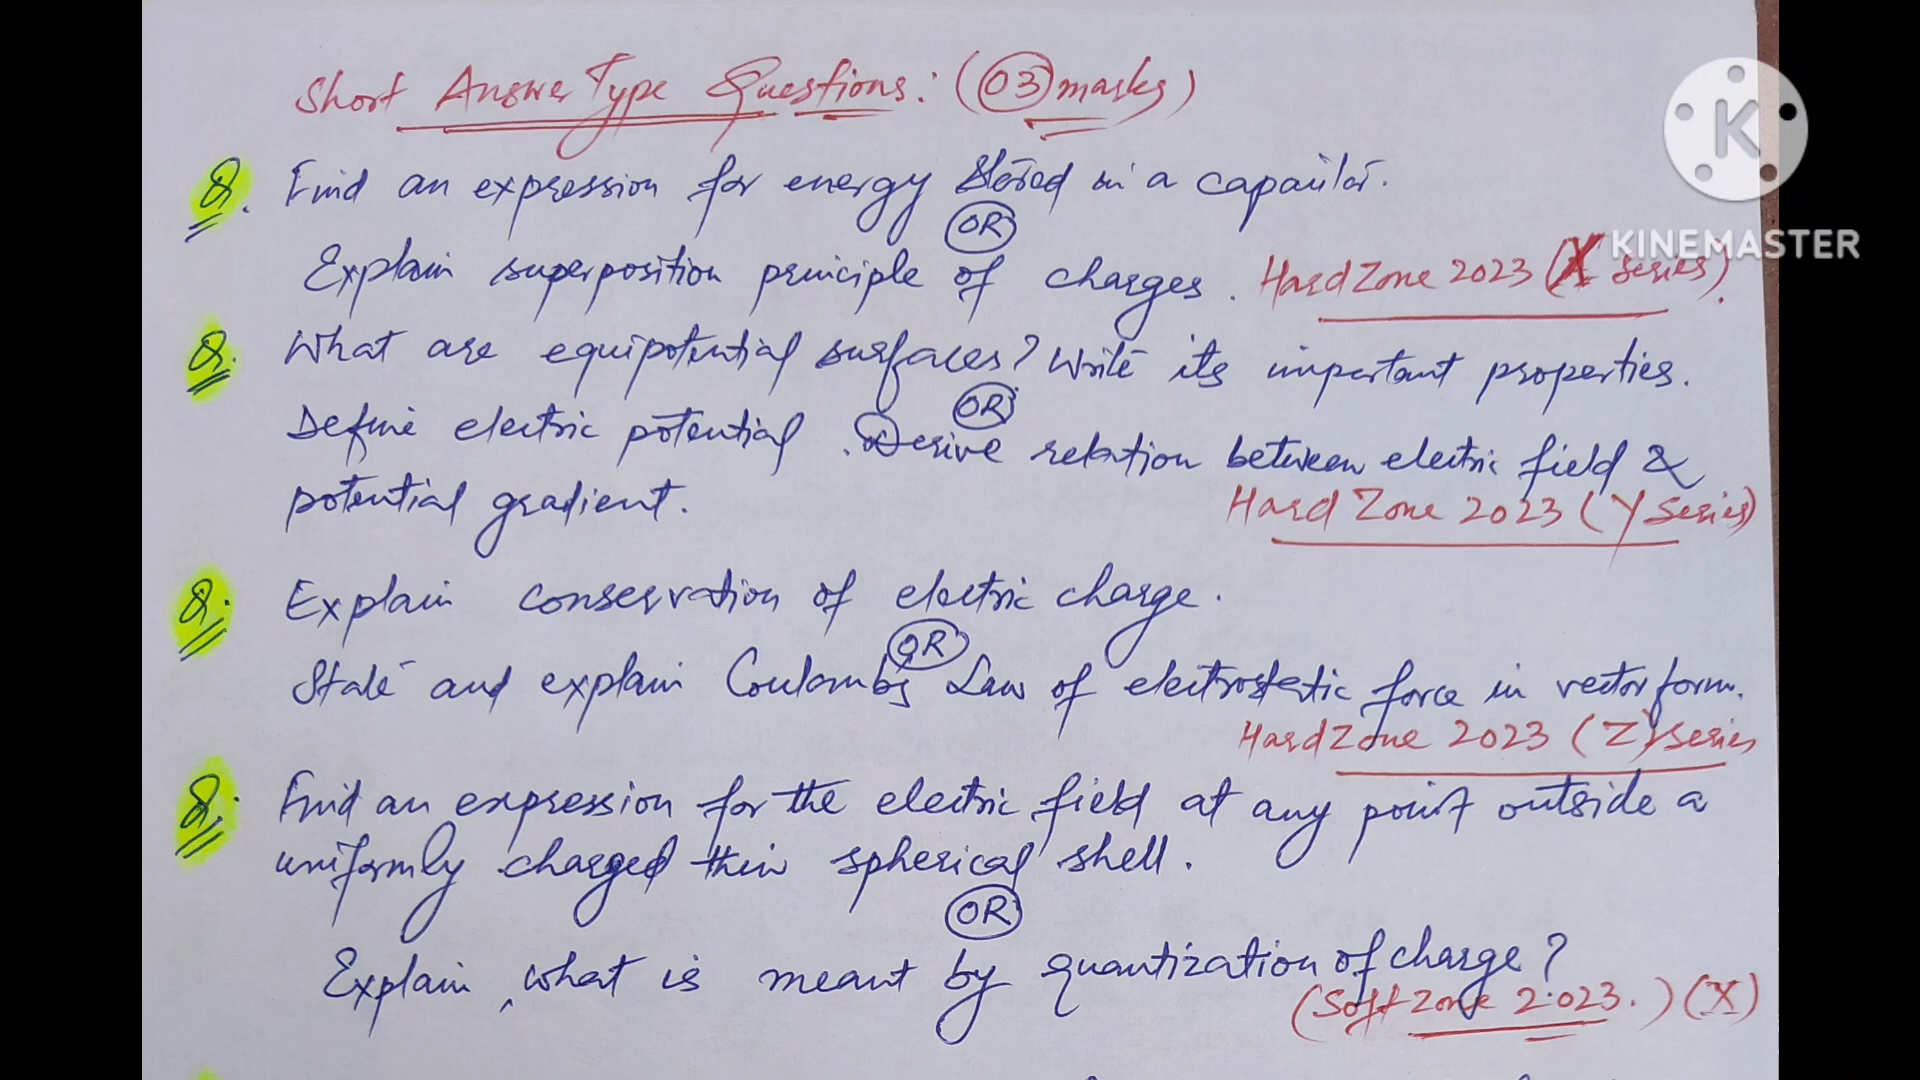 Short Answer Type Questions: (03 marks)
Q. Find an expression for energy stored in a capacitor.
OR
Explain superposition principle of charges. Hard Zone 2023 (X series).
KINEMASTER
Q. What are equipotential surfaces? Write its important properties.
OR
Define electric potential. Derive relation between electric field &
potential gradient.
Hard Zone 2023 (Y Series)
Q. Explain conservation of electric charge.
OR
State and explain Coulombs Law of electrostatic force in vector form.
Hard Zone 2023 (Z) Series
Q. Find an expression for the electric field at any point outside a
uniformly charged thin spherical shell.
OR
Explain, what is meant by quantization of charge?
(Soft Zone 2023.) (X)